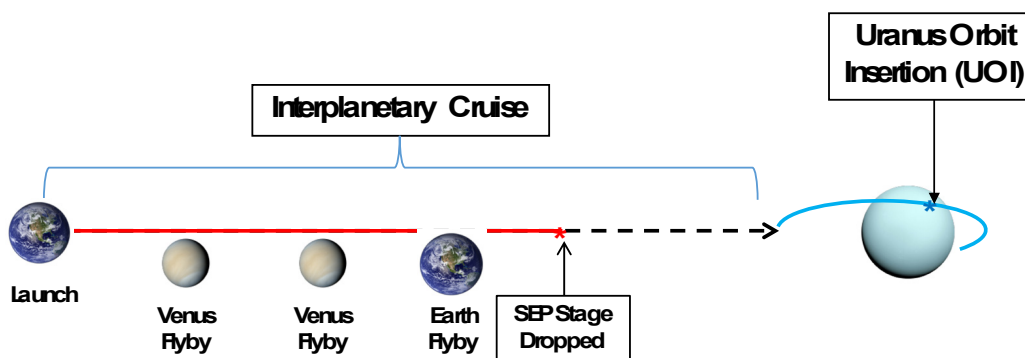 Uranus Orbit
Insertion (UOI)
Interplanetary Cruise
Launch
Venus
Flyby
Venus
Flyby
Earth
Flyby
SEP Stage
Dropped